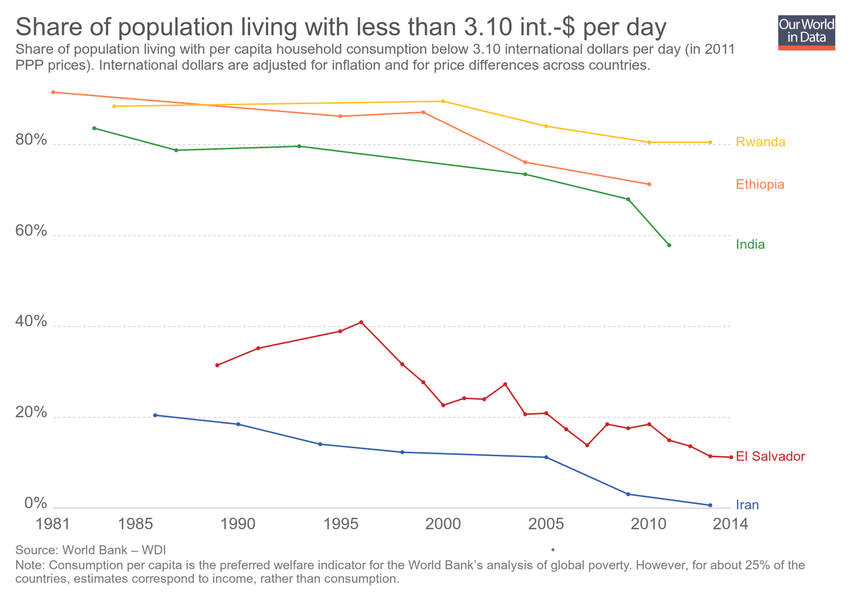 Share of population living with less than 3.10 int.-$ per day
Our World
in Data
Share of population living with per capita household consumption below 3.10 international dollars per day (in 2011
PPP prices). International dollars are adjusted for inflation and for price differences across countries.
80%
Rwanda
Ethiopia
60%
India
40%
20%
El Salvador
0%
Iran
1981 1985 1990 1995 2000 2005 2010 2014
Source: World Bank – WDI
Note: Consumption per capita is the preferred welfare indicator for the World Bank's analysis of global poverty. However, for about 25% of the
countries, estimates correspond to income, rather than consumption.